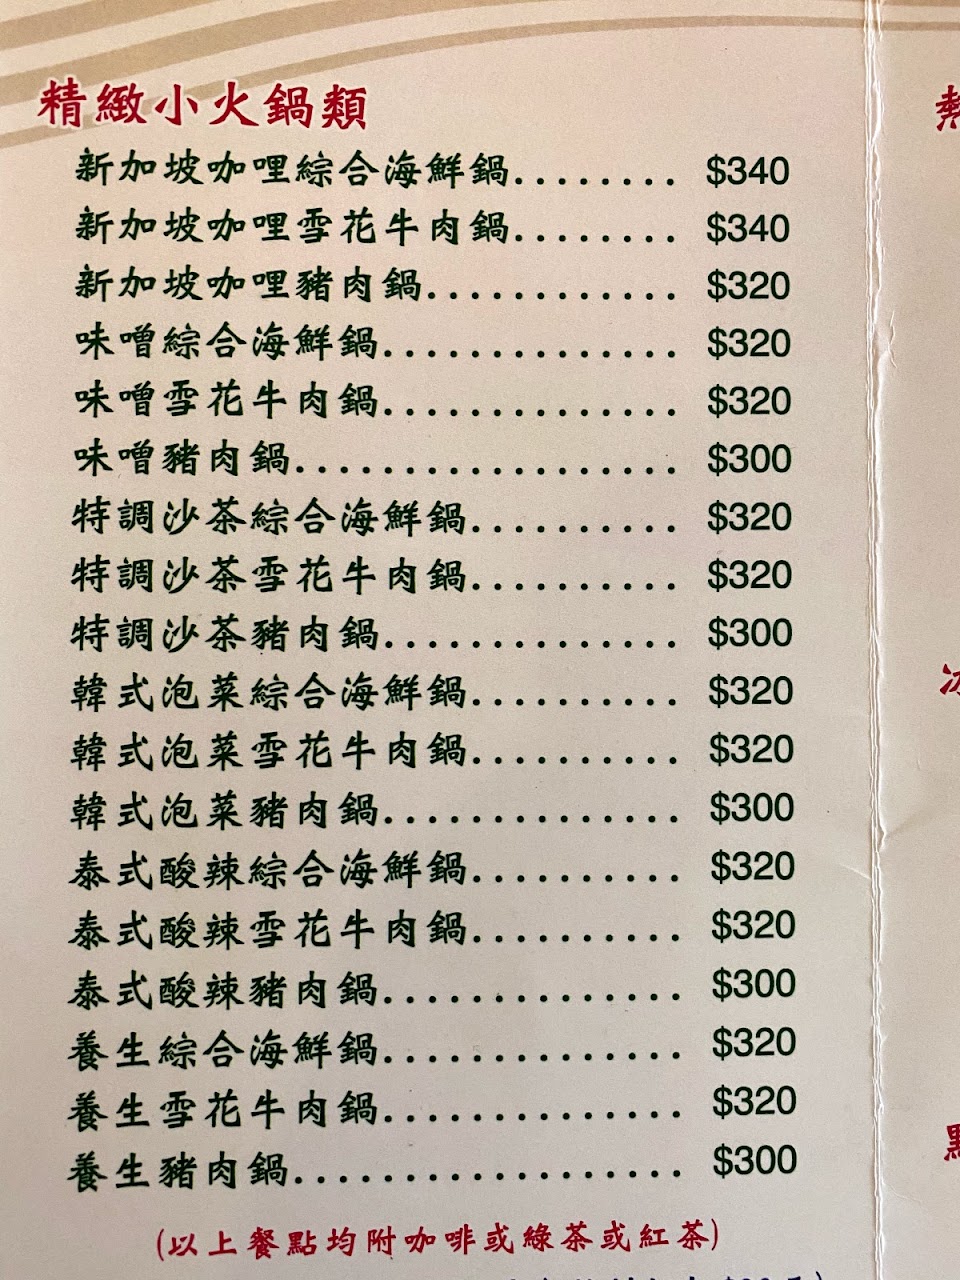 精緻小火鍋類
新加坡咖哩綜合海鮮鍋........ $340
新加坡咖哩雪花牛肉鍋........ $340
新加坡咖哩豬肉鍋............ $320
味噌綜合海鮮鍋.............. $320
味噌雪花牛肉鍋.............. $320
味噌豬肉鍋.................. $300
特調沙茶綜合海鮮鍋.......... $320
特調沙茶雪花牛肉鍋.......... $320
特調沙茶豬肉鍋.............. $300
韓式泡菜綜合海鮮鍋.......... $320
韓式泡菜雪花牛肉鍋.......... $320
韓式泡菜豬肉鍋.............. $300
泰式酸辣綜合海鮮鍋.......... $320
泰式酸辣雪花牛肉鍋.......... $320
泰式酸辣豬肉鍋.............. $300
養生綜合海鮮鍋.............. $320
養生雪花牛肉鍋.............. $320
養生豬肉鍋.................. $300
(以上餐點均附咖啡或綠茶或紅茶)